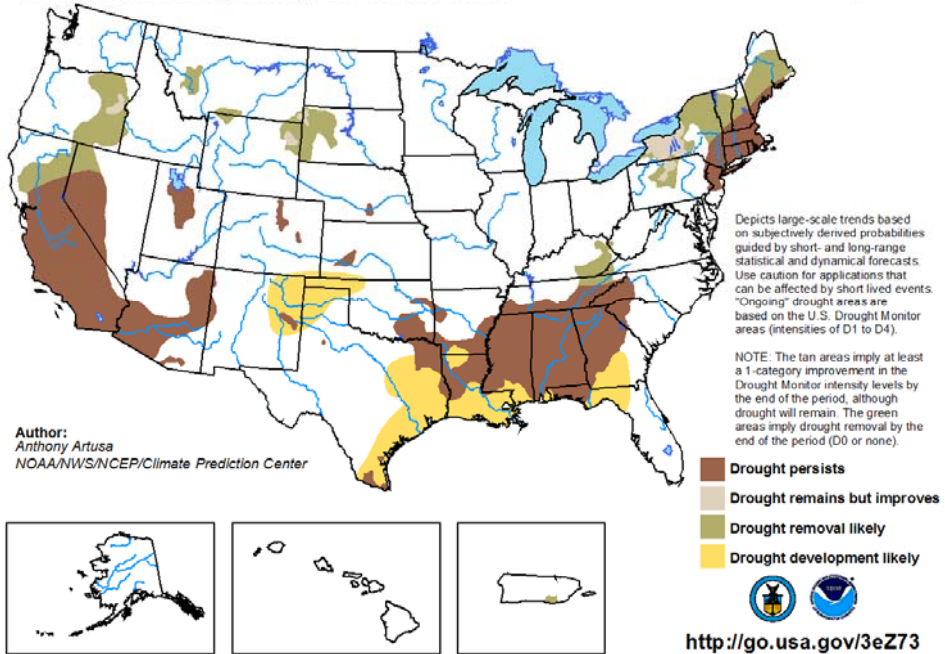 Depicts large-scale trends based
on subjectively derived probabilities
guided by short- and long-range
statistical and dynamical forecasts.
Use caution for applications that
can be affected by short lived events.
"Ongoing" drought areas are
based on the U.S. Drought Monitor
areas (intensities of D1 to D4).
NOTE: The tan areas imply at least
a 1-category improvement in the
Drought Monitor intensity levels by
the end of the period, although
drought will remain. The green
areas imply drought removal by the
end of the period (D0 or none).
Author:
Anthony Artusa
NOAA/NWS/NCEP/Climate Prediction Center
Drought persists
Drought remains but improves
Drought removal likely
Drought development likely
http://go.usa.gov/3eZ73